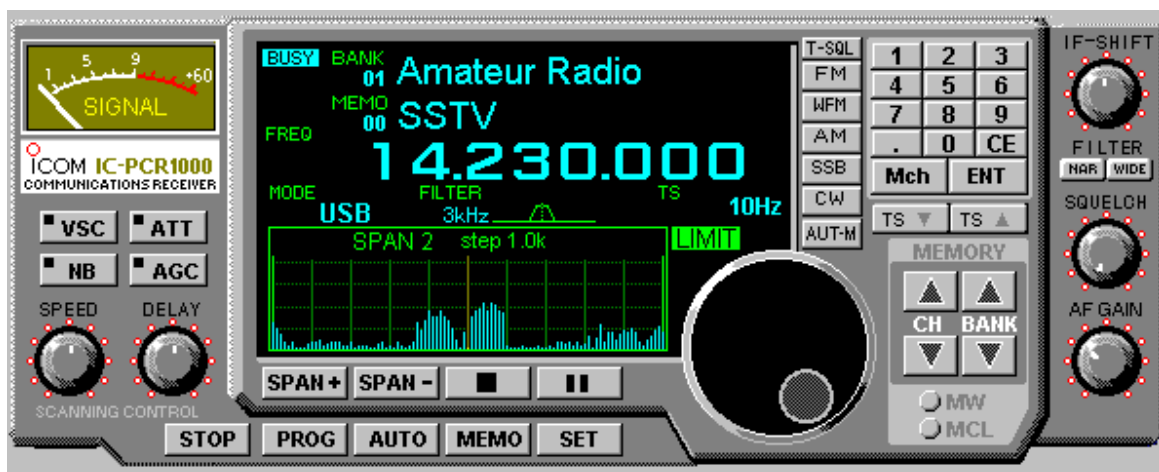 1 5 9 +60
SIGNAL
ICOM IC-PCR1000
COMMUNICATIONS RECEIVER
VSC ATT
NB AGC
SPEED DELAY
SCANNING CONTROL
BUSY BANK 01 Amateur Radio
MEMO 00 SSTV
FREQ 14.230.000
MODE FILTER TS
USB 3kHz 10Hz
SPAN 2 step 1.0k LIMIT
SPAN + SPAN -
STOP PROG AUTO MEMO SET
T-SQL
FM
WFM
AM
SSB
CW
AUT-M
1 2 3
4 5 6
7 8 9
. 0 CE
Mch ENT
TS TS
MEMORY
CH BANK
MW
MCL
IF-SHIFT
FILTER
NAR WIDE
SQUELCH
AF GAIN